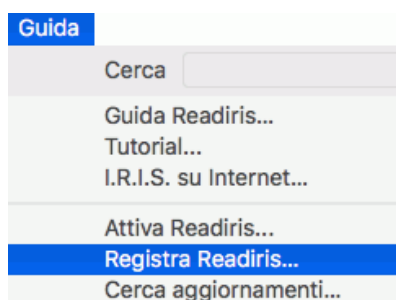 Guida
Cerca
Guida Readiris...
Tutorial...
I.R.I.S. su Internet...
Attiva Readiris...
Registra Readiris...
Cerca aggiornamenti...